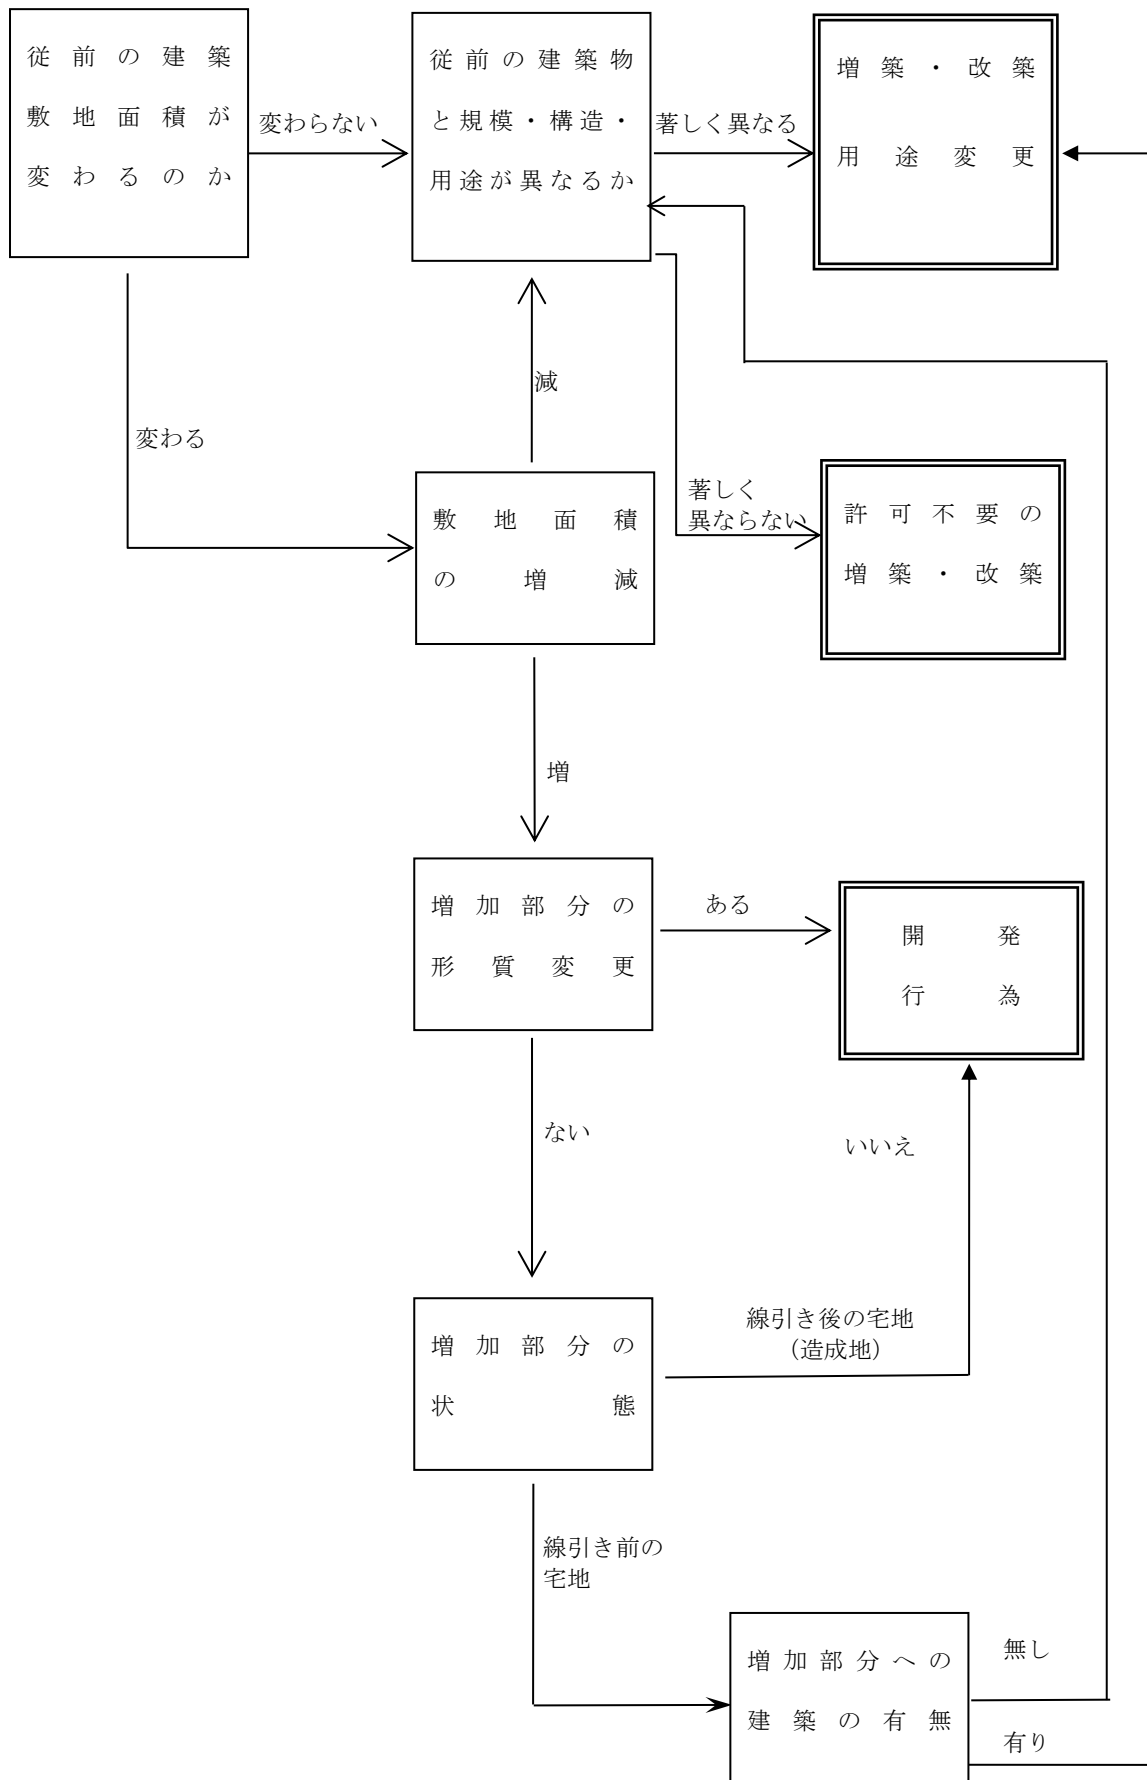 従前の建築
敷地面積が
変わるのか
変わらない
従前の建築物
と規模・構造・
用途が異なるか
著しく異なる
増築・改築
用途変更
減
変わる
敷地面積
の増減
著しく
異ならない
許可不要の
増築・改築
増
増加部分の
形質変更
ある
開発
行為
ない
いいえ
増加部分の
状態
線引き後の宅地
（造成地）
線引き前の
宅地
増加部分への
建築の有無
無し
有り